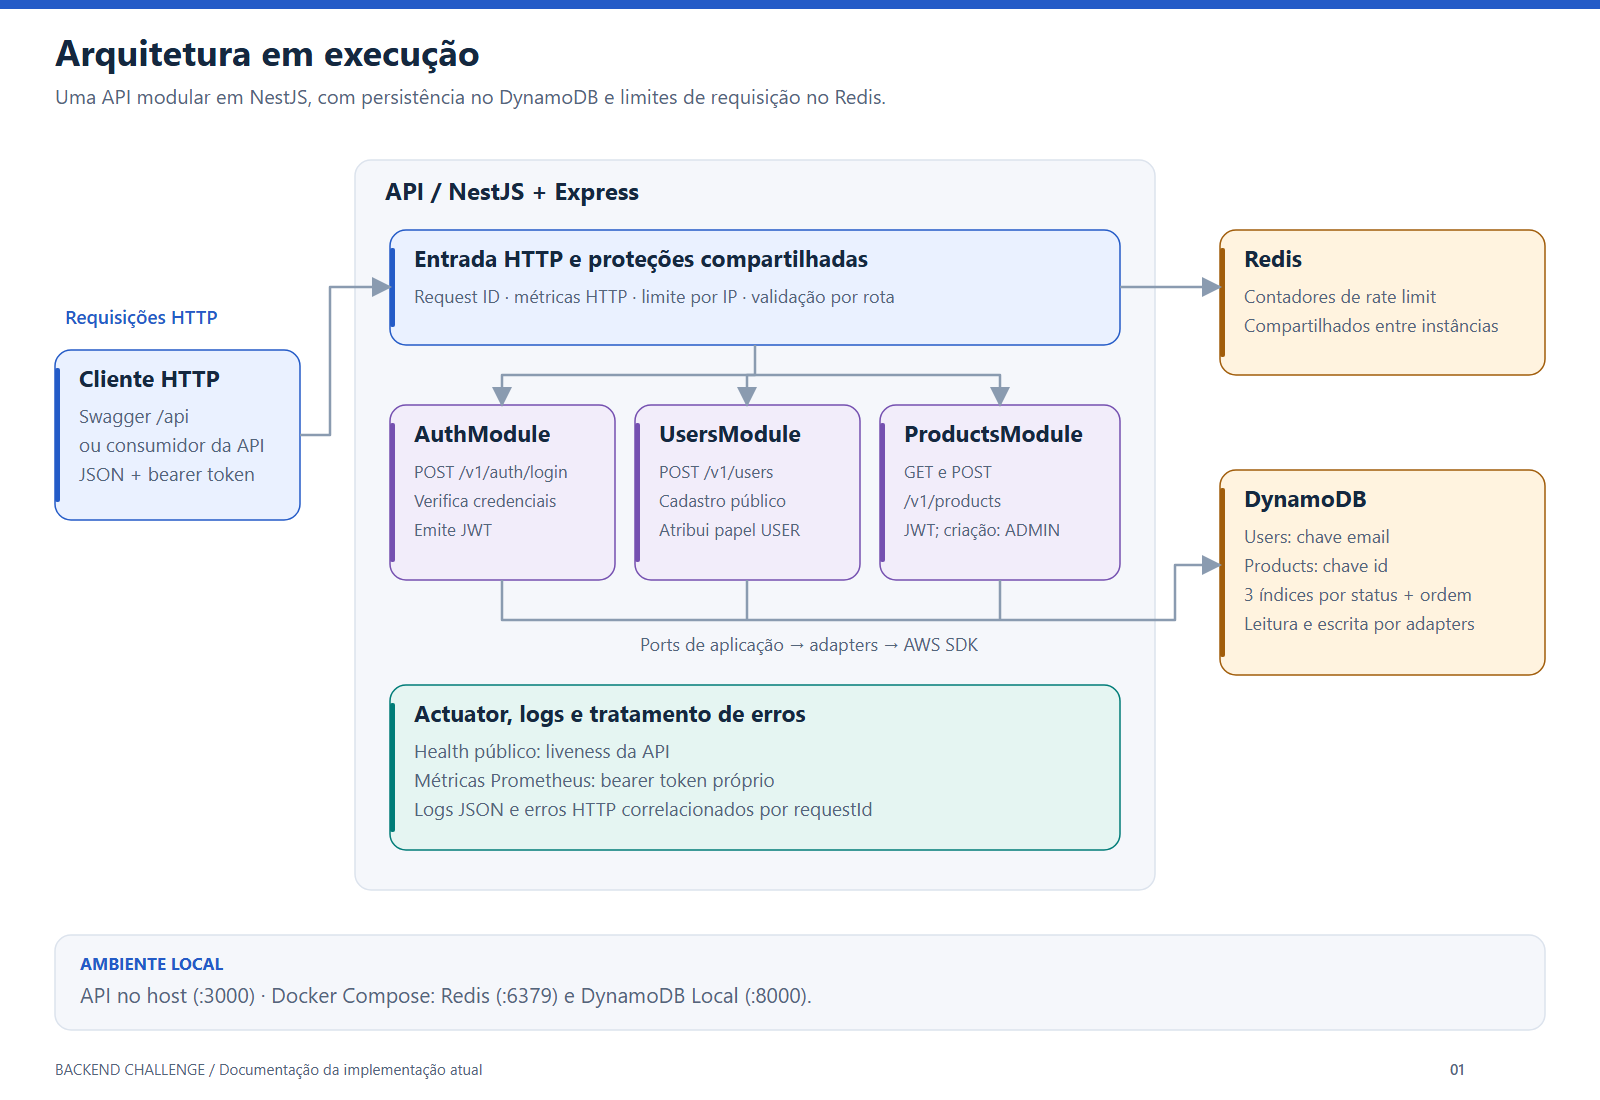 Arquitetura em execução
Uma API modular em NestJS, com persistência no DynamoDB e limites de requisição no Redis.
API / NestJS + Express
Entrada HTTP e proteções compartilhadas
Request ID · métricas HTTP · limite por IP · validação por rota
Redis
Contadores de rate limit
Compartilhados entre instâncias
Requisições HTTP
Cliente HTTP
Swagger /api
ou consumidor da API
JSON + bearer token
AuthModule
POST /v1/auth/login
Verifica credenciais
Emite JWT
UsersModule
POST /v1/users
Cadastro público
Atribui papel USER
ProductsModule
GET e POST
/v1/products
JWT; criação: ADMIN
DynamoDB
Users: chave email
Products: chave id
3 índices por status + ordem
Leitura e escrita por adapters
Ports de aplicação → adapters → AWS SDK
Actuator, logs e tratamento de erros
Health público: liveness da API
Métricas Prometheus: bearer token próprio
Logs JSON e erros HTTP correlacionados por requestId
AMBIENTE LOCAL
API no host (:3000) · Docker Compose: Redis (:6379) e DynamoDB Local (:8000).
BACKEND CHALLENGE / Documentação da implementação atual
01